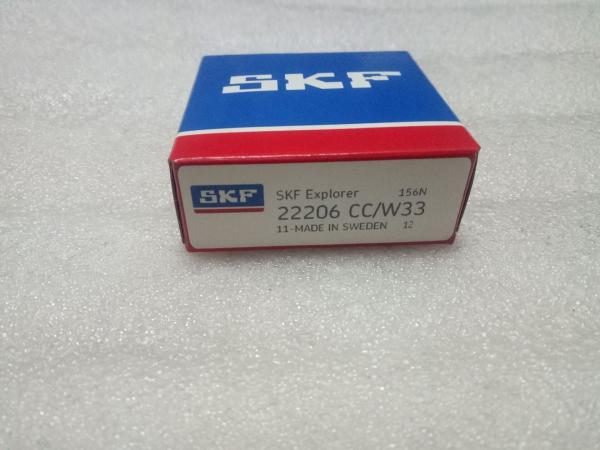 SKF
SKF
SKF Explorer 156N
22206 CC/W33
11-MADE IN SWEDEN 12